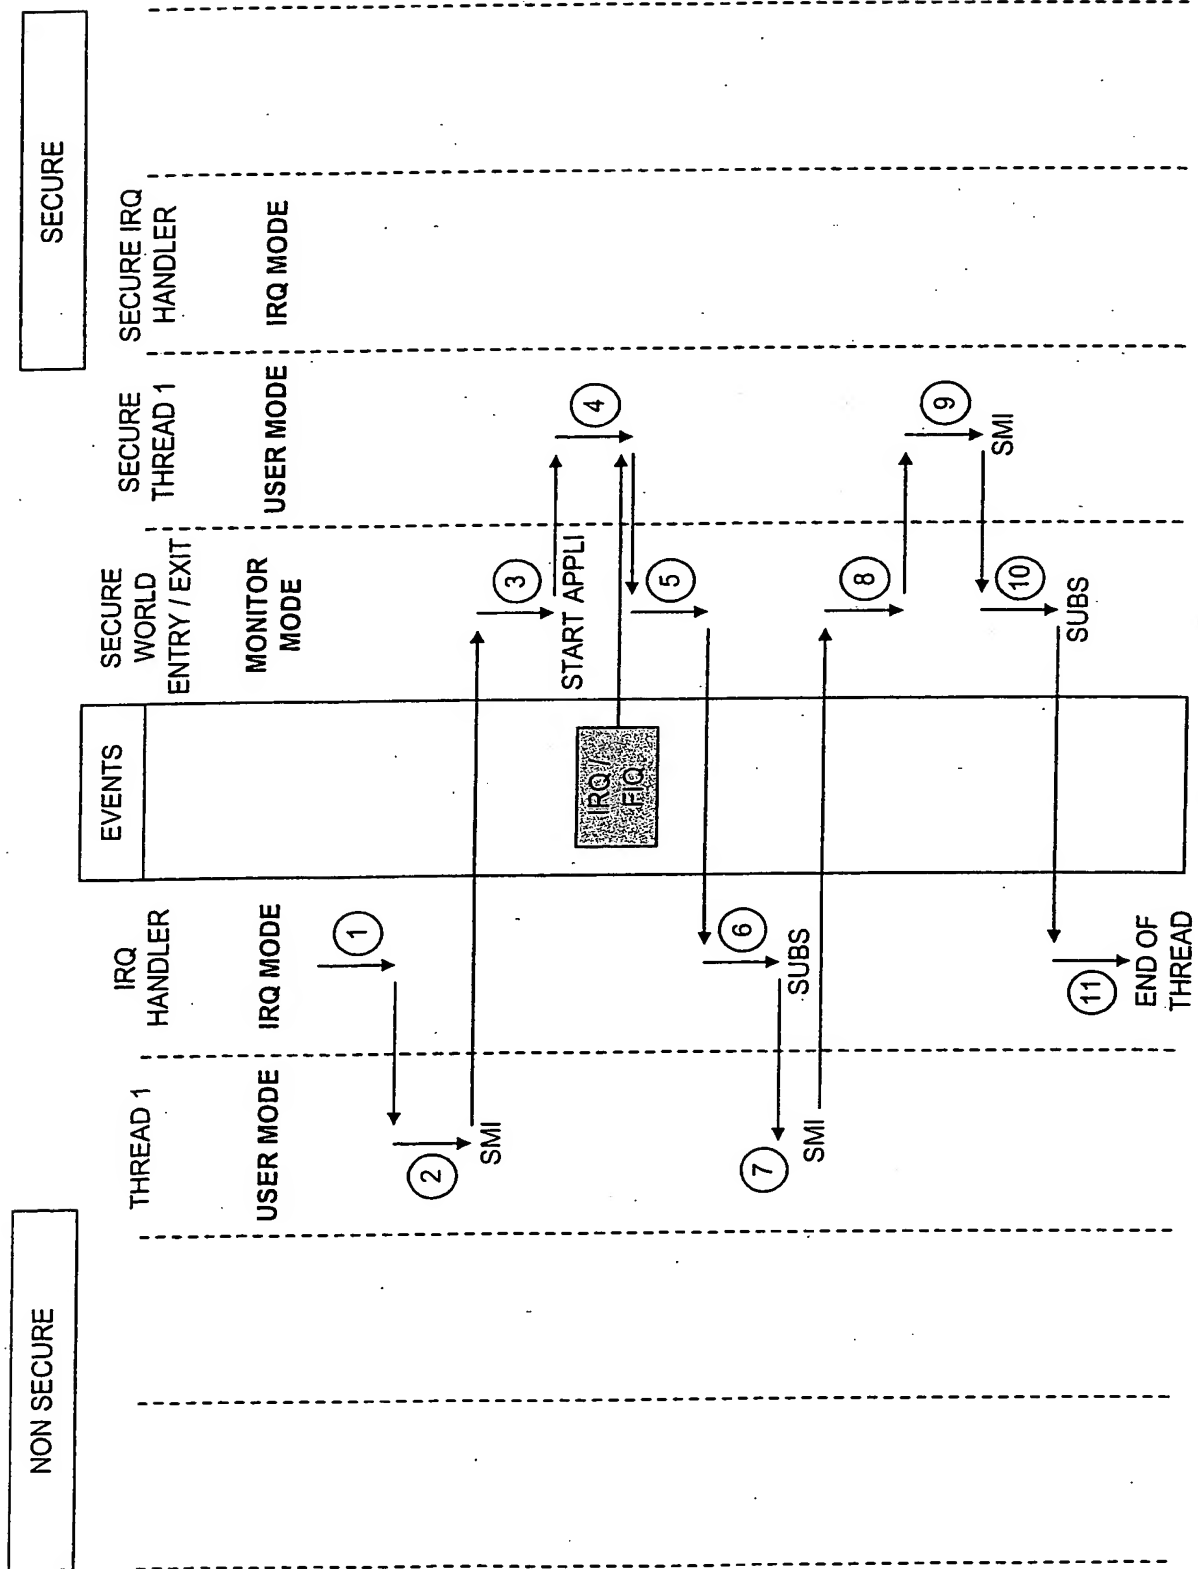 NON SECURE
SECURE
THREAD 1
USER MODE
IRQ
HANDLER
IRQ MODE
EVENTS
SECURE
WORLD
ENTRY / EXIT
MONITOR
MODE
SECURE
THREAD 1
USER MODE
SECURE IRQ
HANDLER
IRQ MODE
1
2
SMI
3
START APPLI
4
IRQ /
FIQ
5
6
SUBS
7
SMI
8
9
SMI
10
SUBS
11
END OF
THREAD